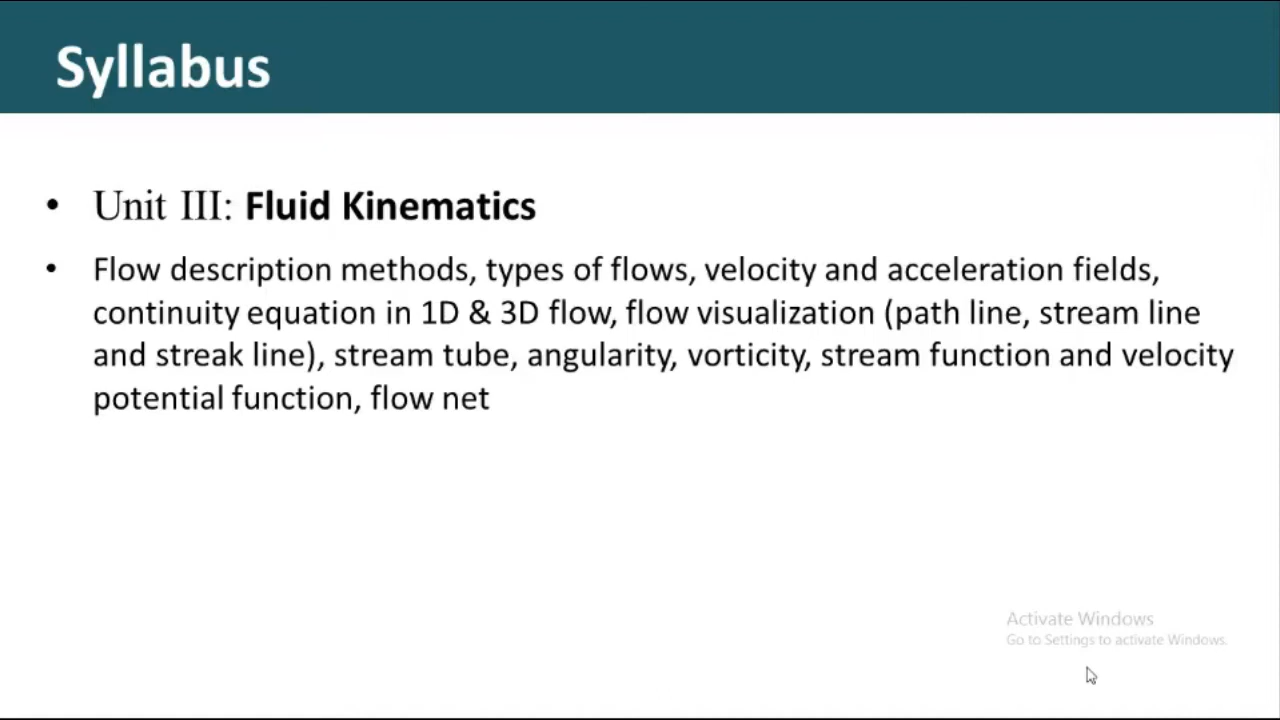 Syllabus
• Unit III: Fluid Kinematics
• Flow description methods, types of flows, velocity and acceleration fields,
continuity equation in 1D & 3D flow, flow visualization (path line, stream line
and streak line), stream tube, angularity, vorticity, stream function and velocity
potential function, flow net
Activate Windows
Go to Settings to activate Windows.